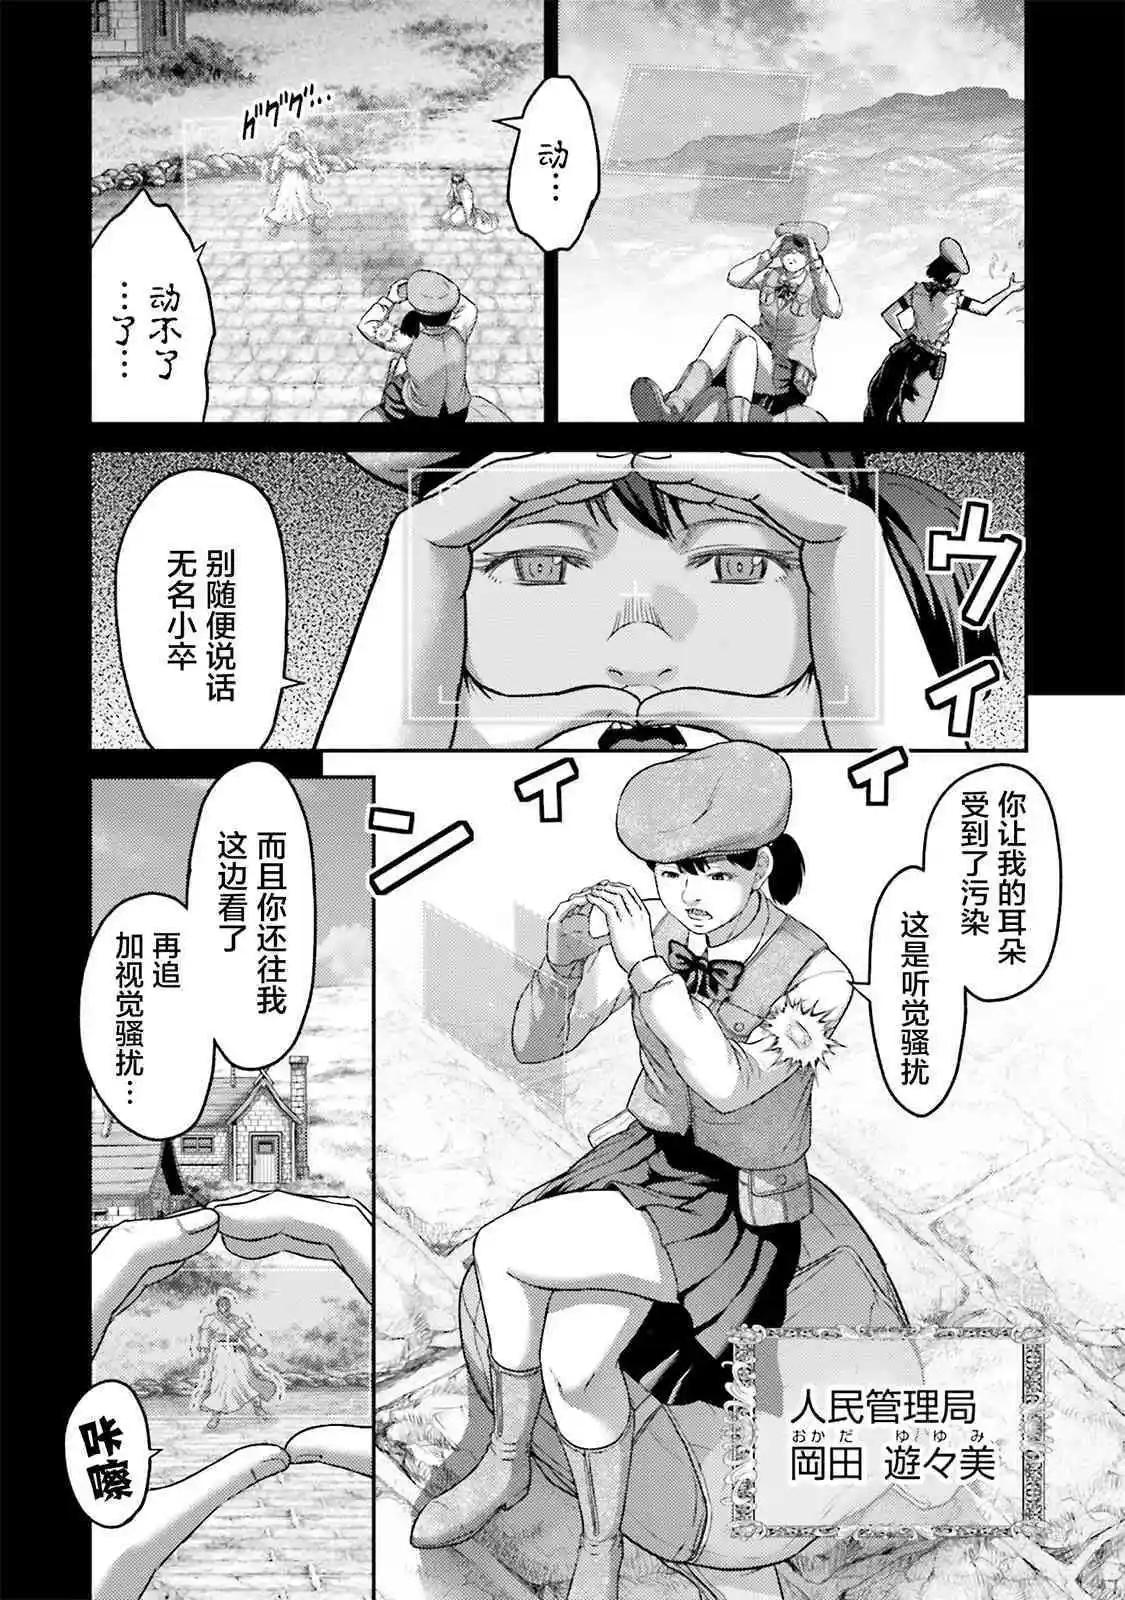 动…
グググ…
动不了
…了…
…
别随便说话
无名小卒
ウィィィン
你让我的耳朵
受到了污染
这是听觉骚扰
而且你还往我
这边看了
再追
加视觉骚扰…
咔嚓
人民管理局
おかだ ゆゆみ
岡田 遊々美